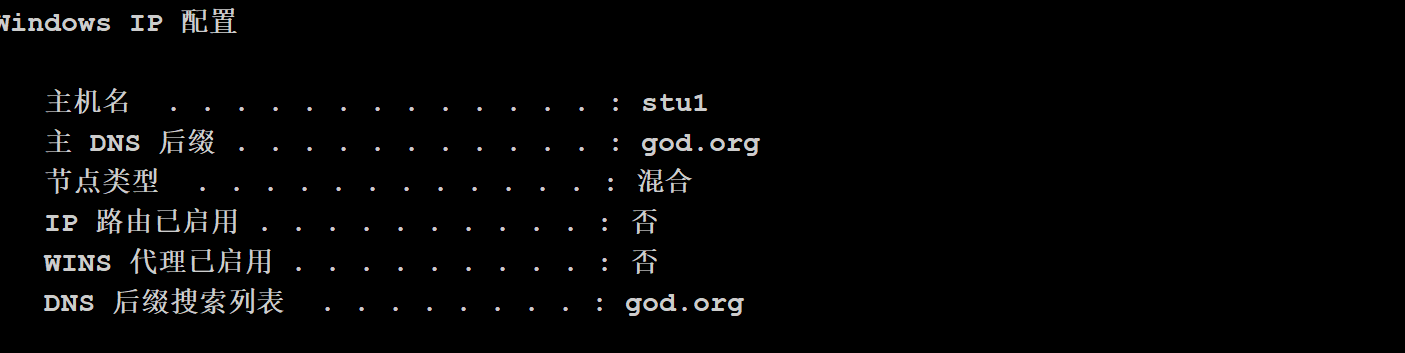 Windows IP 配置
主机名  . . . . . . . . . . . . . : stu1
主 DNS 后缀 . . . . . . . . . . . : god.org
节点类型  . . . . . . . . . . . . : 混合
IP 路由已启用 . . . . . . . . . . . : 否
WINS 代理已启用 . . . . . . . . . : 否
DNS 后缀搜索列表  . . . . . . . . : god.org